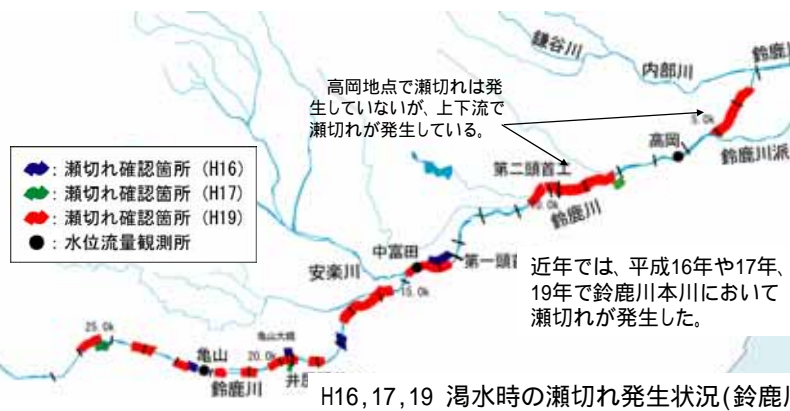 鎌谷川
内部川
鈴鹿川
高岡地点で瀬切れは発
生していないが、上下流で
瀬切れが発生している。
5.0k
高岡
鈴鹿川派
：瀬切れ確認箇所（H16）
：瀬切れ確認箇所（H17）
：瀬切れ確認箇所（H19）
：水位流量観測所
第二頭首工
10.0k
鈴鹿川
中富田
第一頭首
安楽川
15.0k
近年では、平成16年や17年、
19年で鈴鹿川本川において
瀬切れが発生した。
25.0k
亀山大橋
亀山
20.0k
鈴鹿川
井
H16,17,19 渇水時の瀬切れ発生状況(鈴鹿川